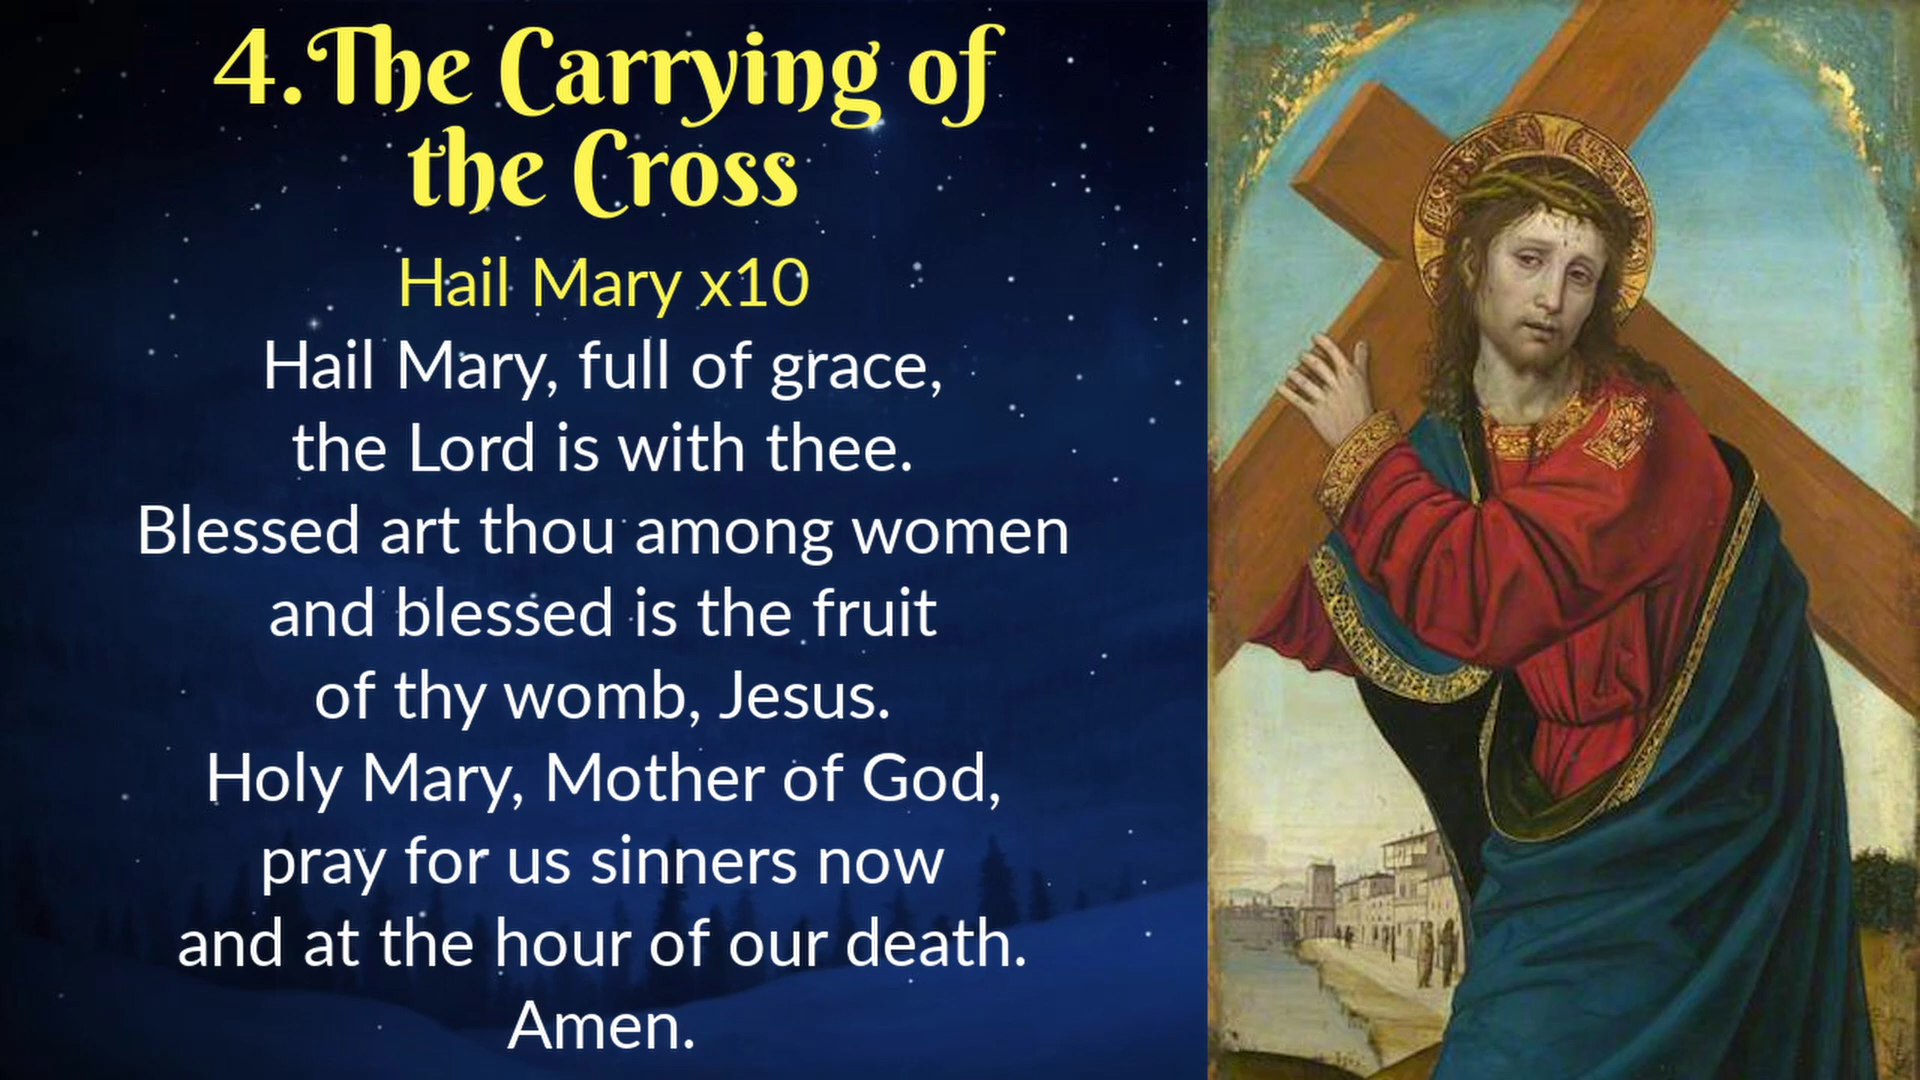 4.The Carrying of
the Cross
Hail Mary x10
Hail Mary, full of grace,
the Lord is with thee.
Blessed art thou among women
and blessed is the fruit
of thy womb, Jesus.
Holy Mary, Mother of God,
pray for us sinners now
and at the hour of our death.
Amen.